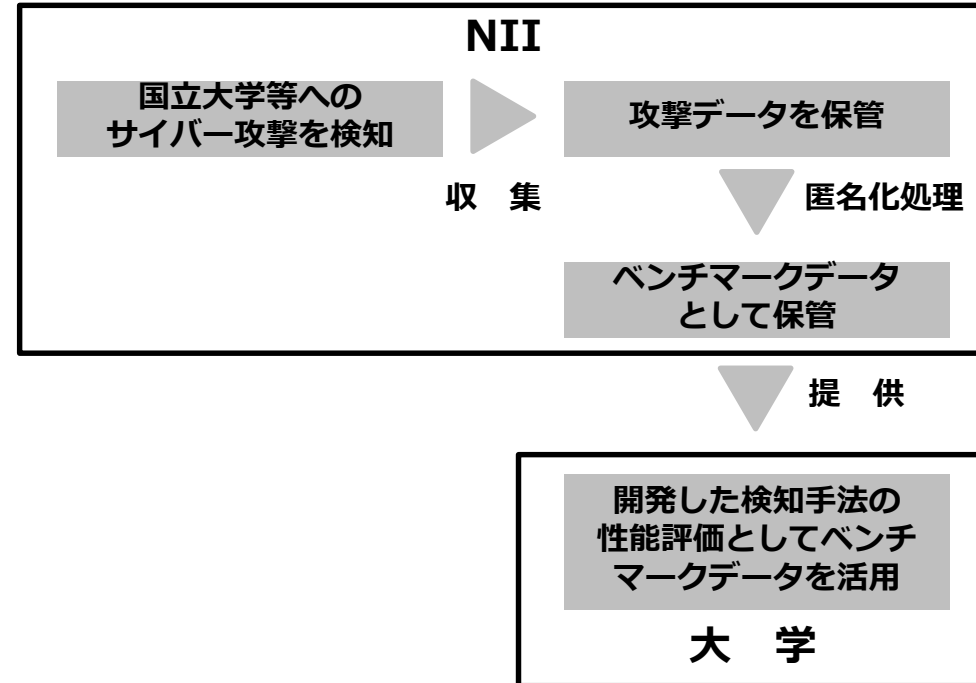 NII
国立大学等への
サイバー攻撃を検知
攻撃データを保管
収　集
匿名化処理
ベンチマークデータ
として保管
提　供
開発した検知手法の
性能評価としてベンチ
マークデータを活用
大　学